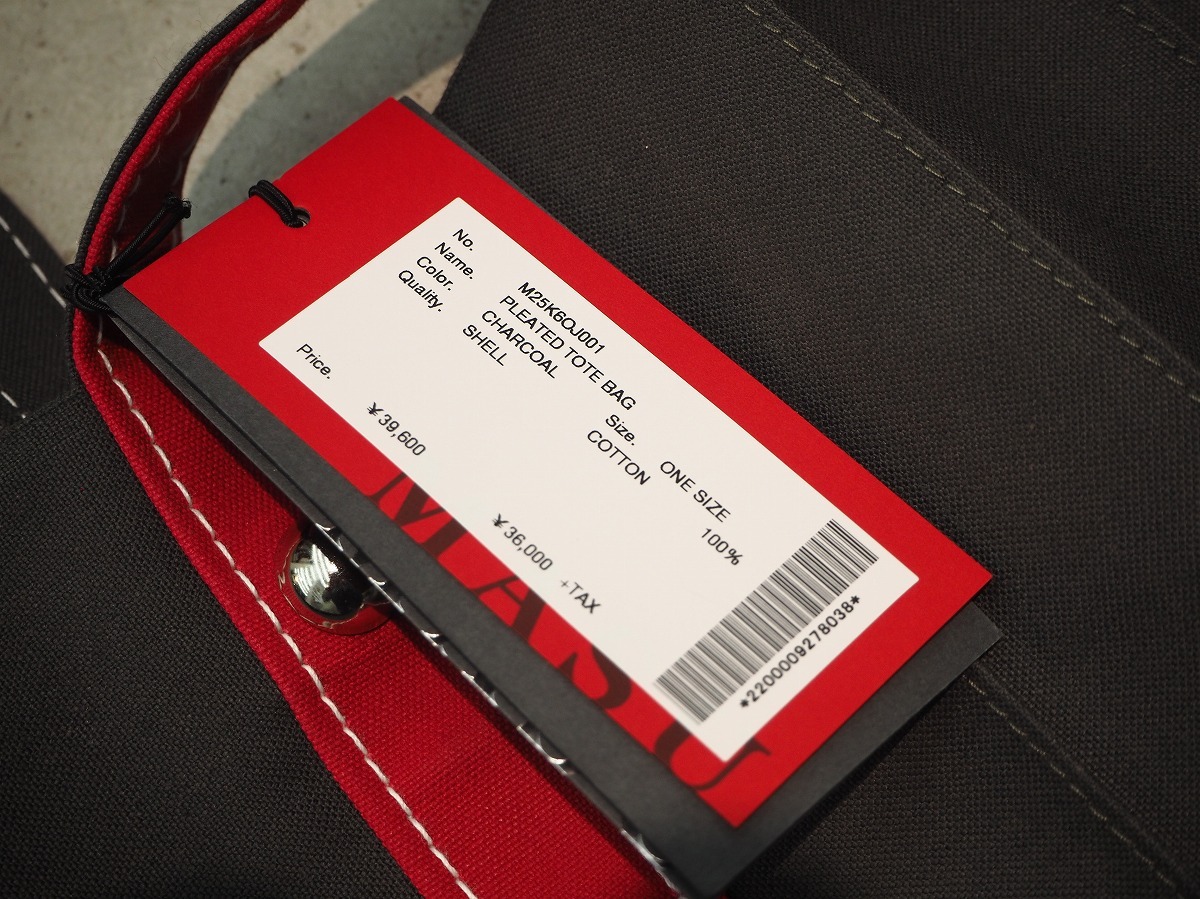 No. M25K6OJ001
Name. PLEATED TOTE BAG
Color. CHARCOAL Size. ONE SIZE
Quality. SHELL COTTON 100%
Price. ¥39,600 ¥36,000 +TAX
*2200009278038*
MASU